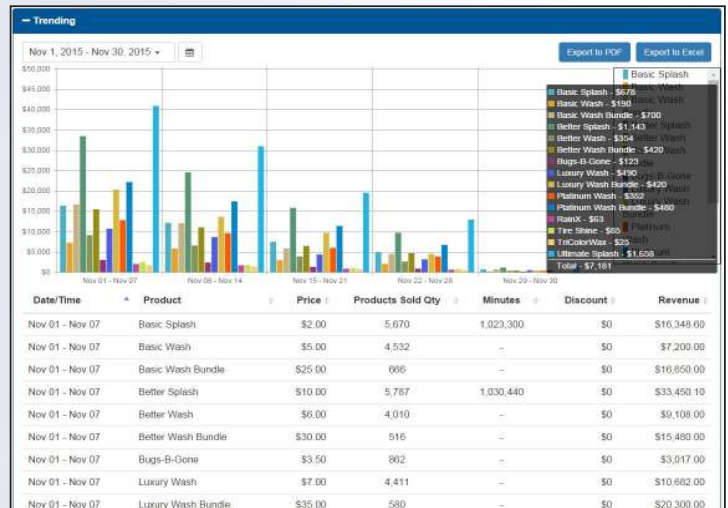 Trending
Nov 1, 2015 - Nov 30, 2015
Export to PDF Export to Excel
$50,000
$45,000
$40,000
$35,000
$30,000
$25,000
$20,000
$15,000
$10,000
$5,000
$0
Nov 01 - Nov 07 Nov 08 - Nov 14 Nov 15 - Nov 21 Nov 22 - Nov 28 Nov 29 - Nov 30
Basic Splash
Basic Splash - $678
Basic Wash - $190
Basic Wash Bundle - $700
Better Splash - $1,143
Better Wash - $354
Better Wash Bundle - $420
Bugs-B-Gone - $123
Luxury Wash - $490
Luxury Wash Bundle - $420
Platinum Wash - $352
Platinum Wash Bundle - $480
RainX - $63
Tire Shine - $85
TriColorWax - $25
Ultimate Splash - $1,658
Total - $7,181
Date/Time Product Price Products Sold Qty Minutes Discount Revenue
Nov 01 - Nov 07 Basic Splash $2.00 5,670 1,023,300 $0 $16,348.60
Nov 01 - Nov 07 Basic Wash $5.00 4,532 - $0 $7,200.00
Nov 01 - Nov 07 Basic Wash Bundle $25.00 666 - $0 $16,650.00
Nov 01 - Nov 07 Better Splash $10.00 5,787 1,030,440 $0 $33,450.10
Nov 01 - Nov 07 Better Wash $6.00 4,010 - $0 $9,108.00
Nov 01 - Nov 07 Better Wash Bundle $30.00 516 - $0 $15,480.00
Nov 01 - Nov 07 Bugs-B-Gone $3.50 862 - $0 $3,017.00
Nov 01 - Nov 07 Luxury Wash $7.00 4,411 - $0 $10,682.00
Nov 01 - Nov 07 Luxury Wash Bundle $35.00 580 - $0 $20,300.00